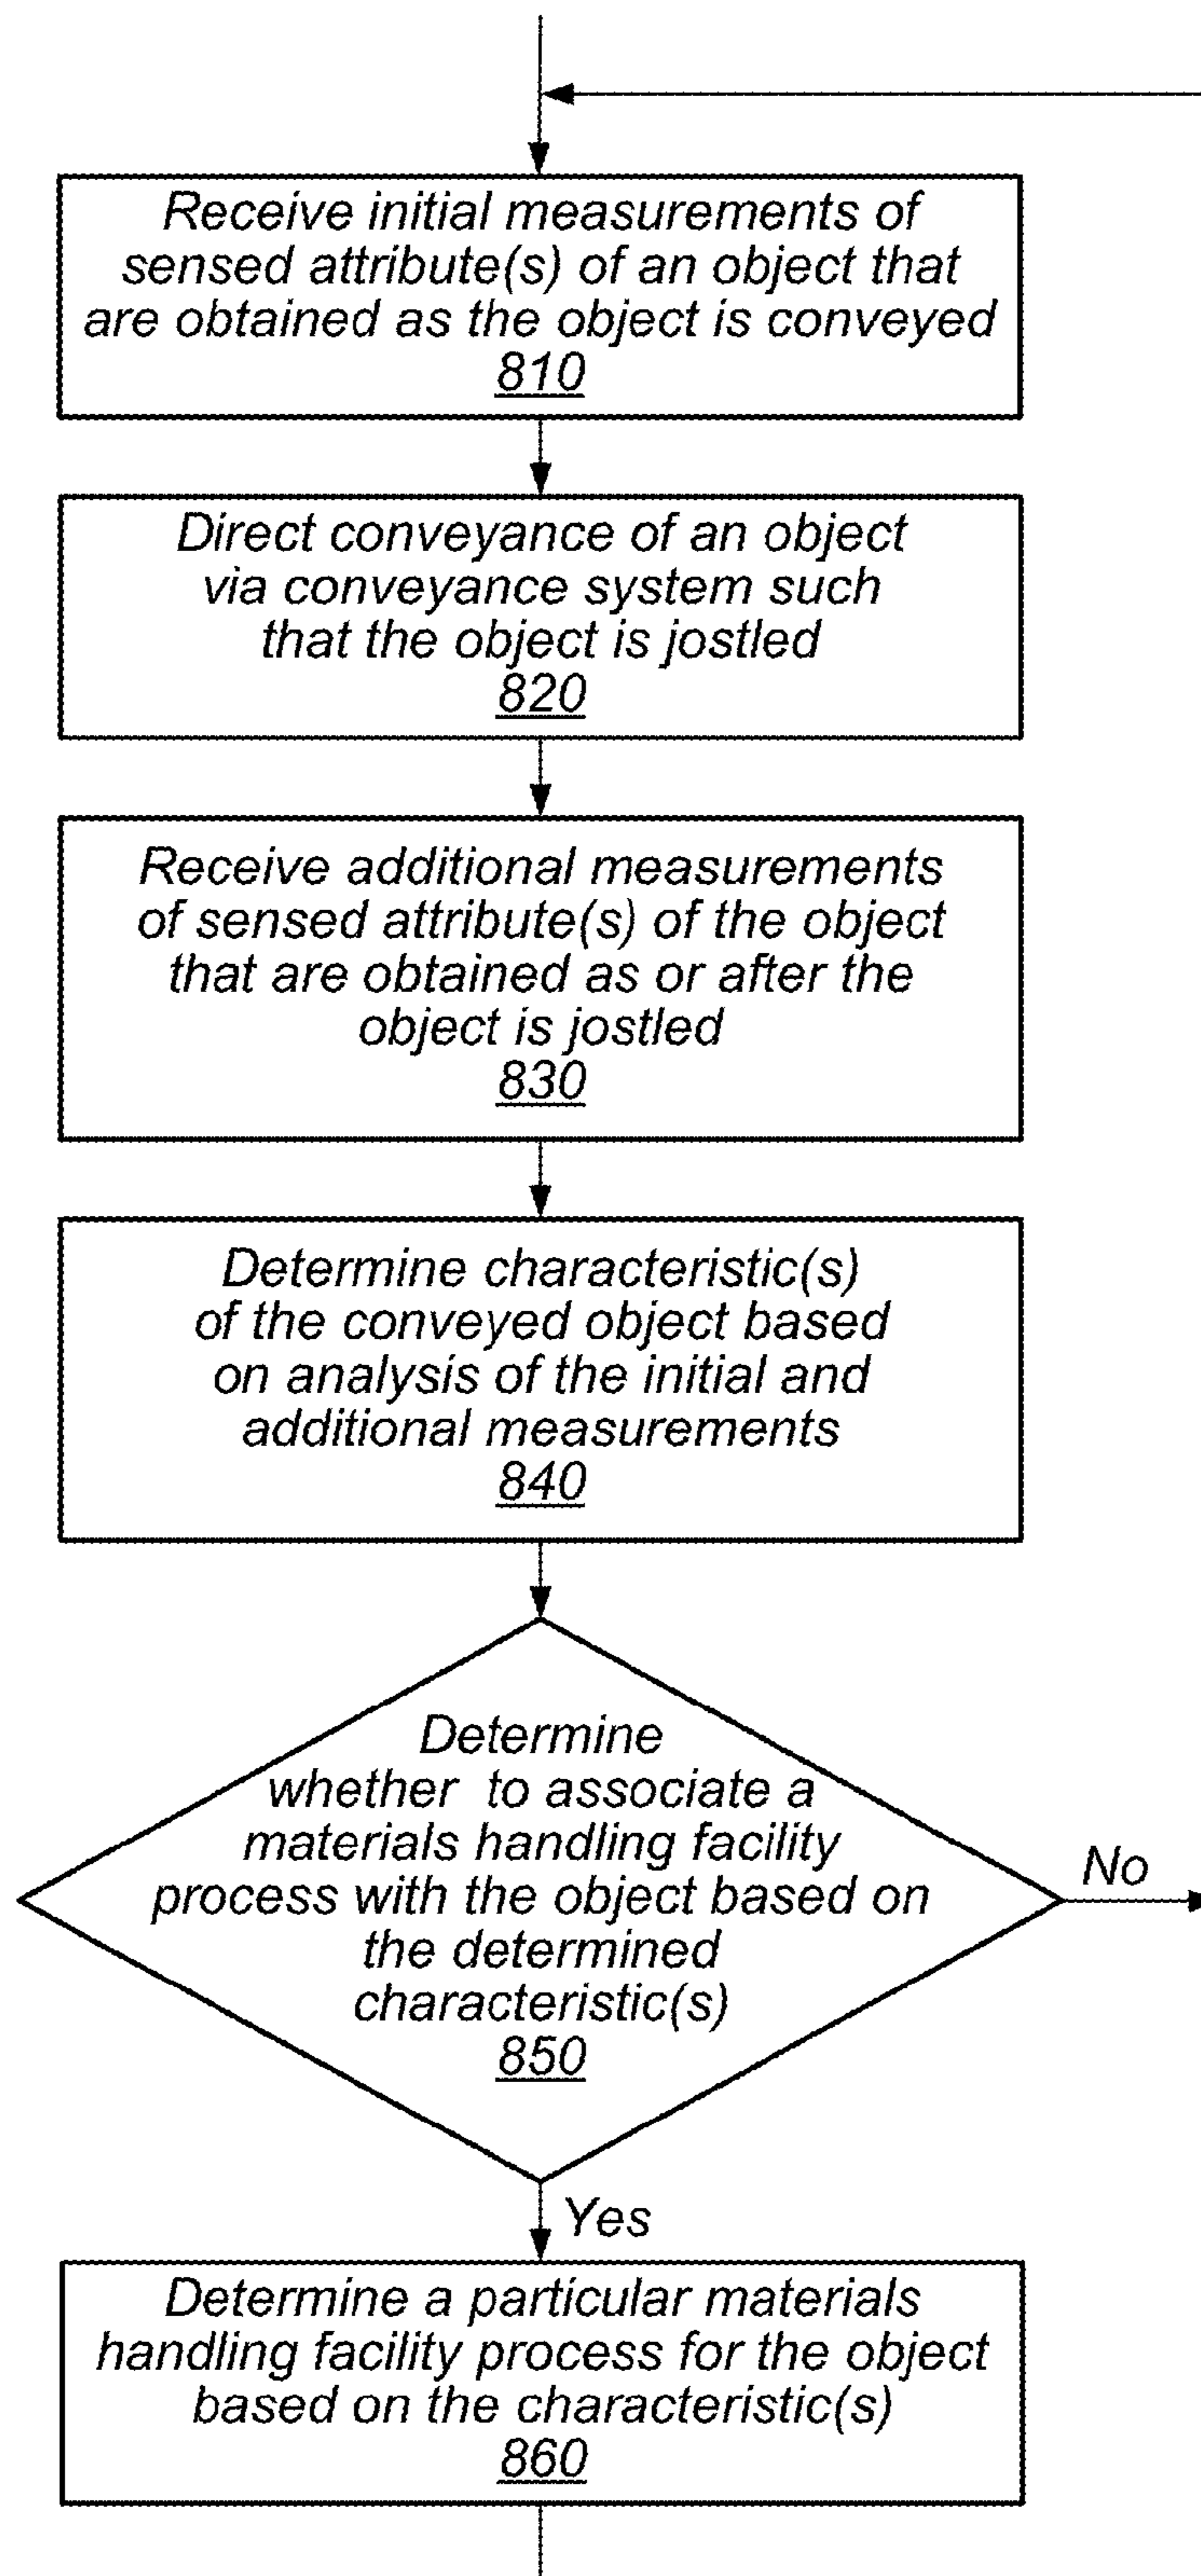 Receive initial measurements of
sensed attribute(s) of an object that
are obtained as the object is conveyed
810
Direct conveyance of an object
via conveyance system such
that the object is jostled
820
Receive additional measurements
of sensed attribute(s) of the object
that are obtained as or after the
object is jostled
830
Determine characteristic(s)
of the conveyed object based
on analysis of the initial and
additional measurements
840
Determine
whether to associate a
materials handling facility
process with the object based on
the determined
characteristic(s)
850
No
Yes
Determine a particular materials
handling facility process for the object
based on the characteristic(s)
860